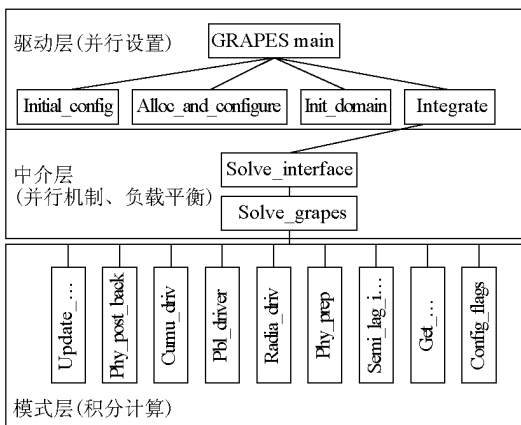 驱动层(并行设置)
GRAPES main
Initial_config
Alloc_and_configure
Init_domain
Integrate
中介层
(并行机制、负载平衡)
Solve_interface
Solve_grapes
Update_…
Phy_post_back
Cumu_driv
Pbl_driver
Radia_driv
Phy_prep
Semi_lag_i…
Get_…
Config_flags
模式层(积分计算)